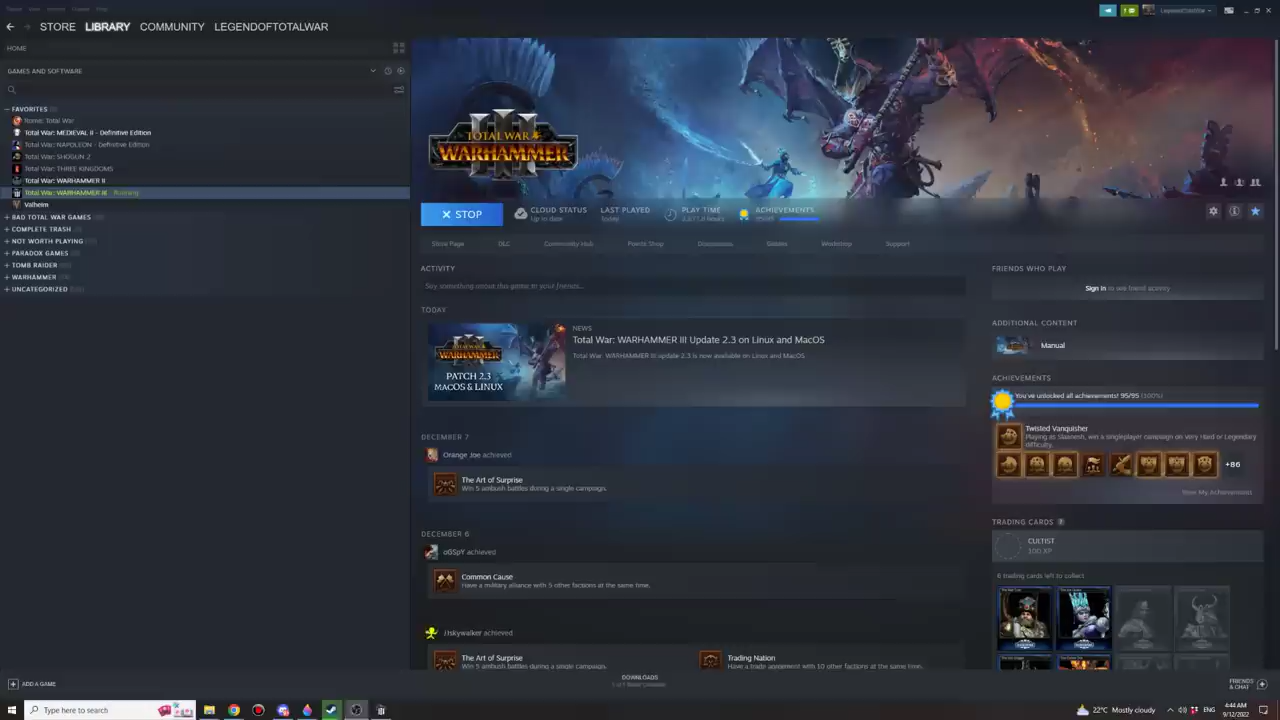 STORE LIBRARY COMMUNITY LEGENDOFTOTALWAR
HOME
GAMES AND SOFTWARE
FAVORITES
Rome: Total War
Total War: MEDIEVAL II - Definitive Edition
Total War: NAPOLEON - Definitive Edition
Total War: SHOGUN 2
Total War: THREE KINGDOMS
Total War: WARHAMMER II
Total War: WARHAMMER III - Running
Valheim
BAD TOTAL WAR GAMES
COMPLETE TRASH
NOT WORTH PLAYING
PARADOX GAMES
TOMB RAIDER
WARHAMMER
UNCATEGORIZED
ADD A GAME
TOTAL WAR
WARHAMMER
STOP
CLOUD STATUS
Up to date
LAST PLAYED
Today
PLAY TIME
ACHIEVEMENTS
95/95
Store Page DLC Community Hub Points Shop Discussions Guides Workshop Support
ACTIVITY
Say something about this game to your friends...
TODAY
NEWS
Total War: WARHAMMER III Update 2.3 on Linux and MacOS
Total War: WARHAMMER III update 2.3 is now available on Linux and MacOS
TOTAL WAR
WARHAMMER
PATCH 2.3
MACOS & LINUX
DECEMBER 7
Orange Joe achieved
The Art of Surprise
Win 5 ambush battles during a single campaign.
DECEMBER 6
oGSpY achieved
Common Cause
Have a military alliance with 5 other factions at the same time.
achieved
The Art of Surprise
Win 5 ambush battles during a single campaign.
Trading Nation
Have a trade agreement with 10 other factions at the same time.
FRIENDS WHO PLAY
Sign in to see friend activity
ADDITIONAL CONTENT
Manual
ACHIEVEMENTS
You've unlocked all achievements! 95/95 (100%)
Twisted Vanquisher
Playing as Slaanesh, win a singleplayer campaign on Very Hard or Legendary
difficulty.
+86
View My Achievements
TRADING CARDS
CULTIST
100 XP
6 trading cards left to collect
DOWNLOADS
FRIENDS
& CHAT
Type here to search
22°C Mostly cloudy
ENG
4:44 AM
9/12/2022